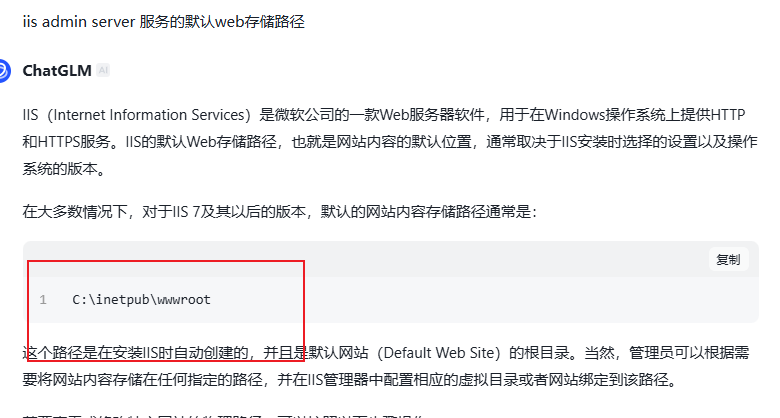 iis admin server 服务的默认web存储路径
ChatGLM AI
IIS（Internet Information Services）是微软公司的一款Web服务器软件，用于在Windows操作系统上提供HTTP
和HTTPS服务。IIS的默认Web存储路径，也就是网站内容的默认位置，通常取决于IIS安装时选择的设置以及操作
系统的版本。
在大多数情况下，对于IIS 7及其以后的版本，默认的网站内容存储路径通常是：
复制
1 C:\inetpub\wwwroot
这个路径是在安装IIS时自动创建的，并且是默认网站（Default Web Site）的根目录。当然，管理员可以根据需
要将网站内容存储在任何指定的路径，并在IIS管理器中配置相应的虚拟目录或者网站绑定到该路径。